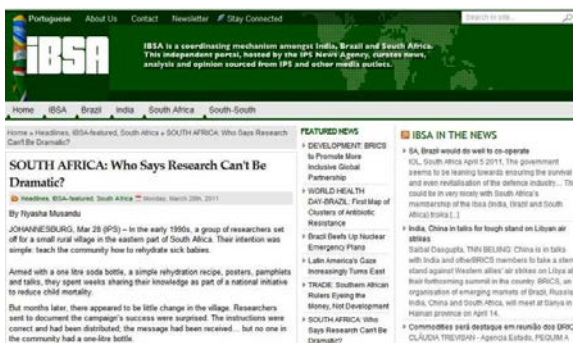 Portuguese About Us Contact Newsletter Stay Connected
Search in site...
IBSA
IBSA is a coordinating mechanism amongst India, Brazil and South Africa.
This independent portal, hosted by the IPS News Agency, curates news,
analysis and opinion sourced from IPS and other media outlets.
Home IBSA Brazil India South Africa South-South
Home » Headlines, IBSA-featured, South Africa » SOUTH AFRICA: Who Says Research
Can't Be Dramatic?
SOUTH AFRICA: Who Says Research Can't Be
Dramatic?
Headlines, IBSA-featured, South Africa Monday, March 28th, 2011
By Nyasha Musandu
JOHANNESBURG, Mar 28 (IPS) – In the early 1990s, a group of researchers set
off for a small rural village in the eastern part of South Africa. Their intention was
simple: teach the community how to rehydrate sick babies.
Armed with a one litre soda bottle, a simple rehydration recipe, posters, pamphlets
and talks, they spent weeks sharing their knowledge as part of a national initiative
to reduce child mortality.
But months later, there appeared to be little change in the village. Researchers
sent to document the campaign's success were surprised. The instructions were
correct and had been distributed; the message had been received... but no one in
the community had a one-litre bottle.
FEATURED NEWS
DEVELOPMENT: BRICS
to Promote More
Inclusive Global
Partnership
WORLD HEALTH
DAY-BRAZIL: First Map of
Clusters of Antibiotic
Resistance
Brazil Beefs Up Nuclear
Emergency Plans
Latin America's Gaze
Increasingly Turns East
TRADE: Southern African
Rulers Eyeing the
Money, Not Development
SOUTH AFRICA: Who
Says Research Can't Be
Dramatic?
IBSA IN THE NEWS
SA, Brazil would do well to co-operate
IOL, South Africa April 5 2011, The government
seems to be leaning towards ensuring the survival
and even revitalisation of the defence industry... Th
could be in very nicely with South Africa's
membership of the Ibsa (India, Brazil and South
Africa) troika [...]
India, China in talks for tough stand on Libyan air
strikes
Saibal Dasgupta, TNN BEIJING: China is in talks
with India and other BRICS members to take a stern
stand against Western allies' air strikes on Libya at
their forthcoming summit in the country. BRICS, an
organisation of emerging markets of Brazil, Russia
India, China and South Africa, will meet at Sanya in
Hainan province on April 14.
Commodities será destaque em reunião dos BRIC
CLÁUDIA TREVISAN - Agencia Estado, PEQUIM A